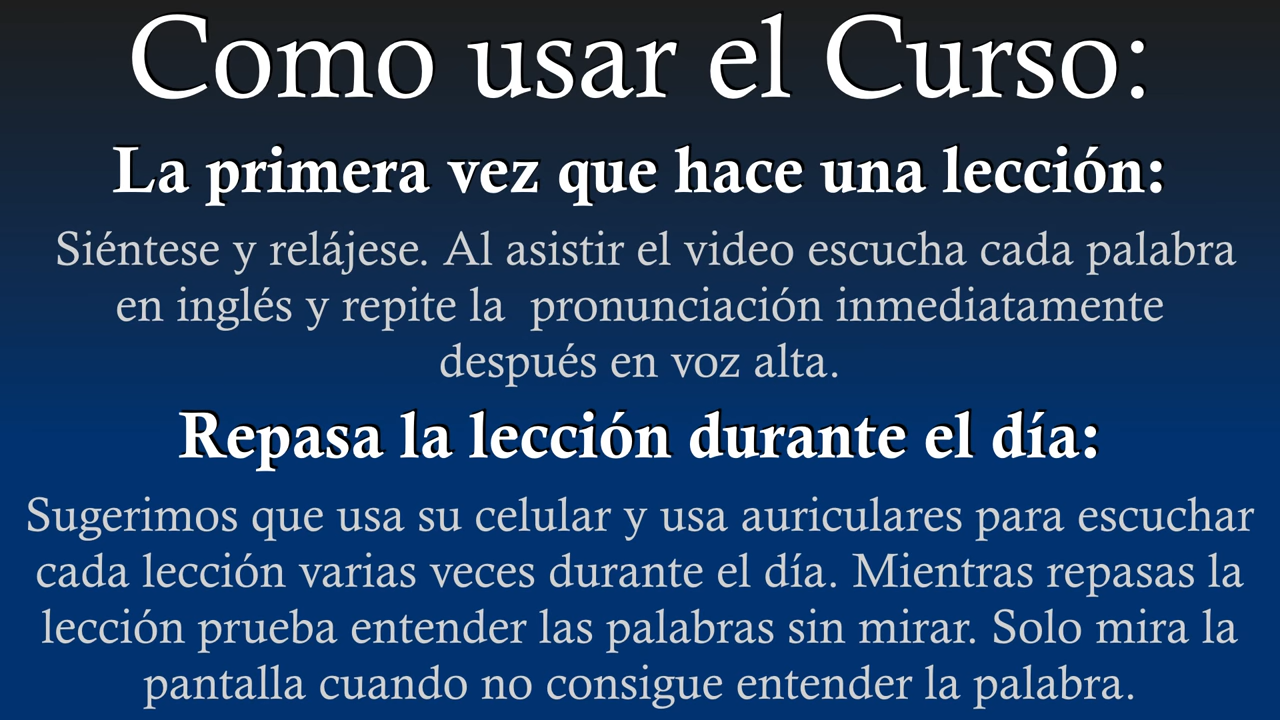 Como usar el Curso:
La primera vez que hace una lección:
Siéntese y relájese. Al asistir el video escucha cada palabra
en inglés y repite la  pronunciación inmediatamente
después en voz alta.
Repasa la lección durante el día:
Sugerimos que usa su celular y usa auriculares para escuchar
cada lección varias veces durante el día. Mientras repasas la
lección prueba entender las palabras sin mirar. Solo mira la
pantalla cuando no consigue entender la palabra.